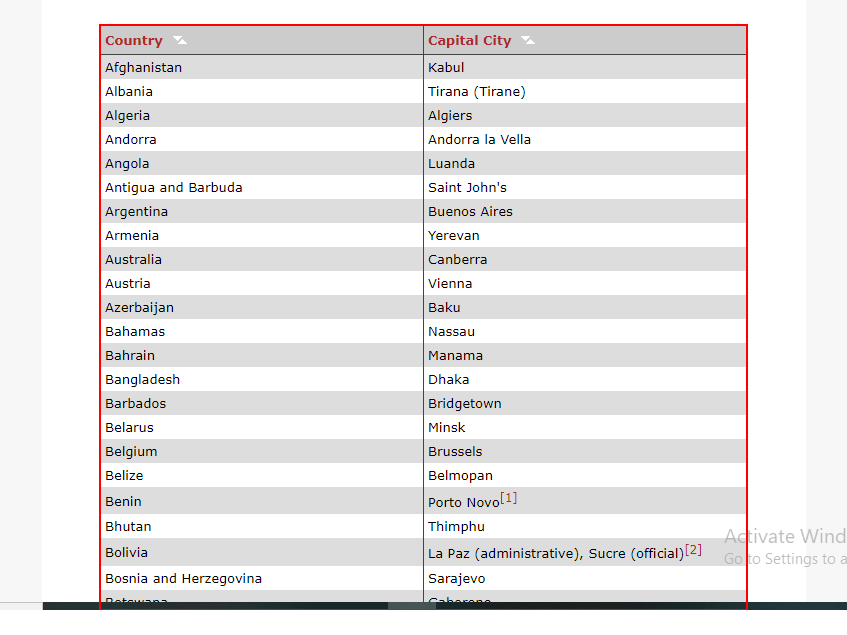 Country Capital City
Afghanistan Kabul
Albania Tirana (Tirane)
Algeria Algiers
Andorra Andorra la Vella
Angola Luanda
Antigua and Barbuda Saint John's
Argentina Buenos Aires
Armenia Yerevan
Australia Canberra
Austria Vienna
Azerbaijan Baku
Bahamas Nassau
Bahrain Manama
Bangladesh Dhaka
Barbados Bridgetown
Belarus Minsk
Belgium Brussels
Belize Belmopan
Benin Porto Novo[1]
Bhutan Thimphu
Activate Wind
Bolivia La Paz (administrative), Sucre (official)[2]
Go to Settings to a
Bosnia and Herzegovina Sarajevo